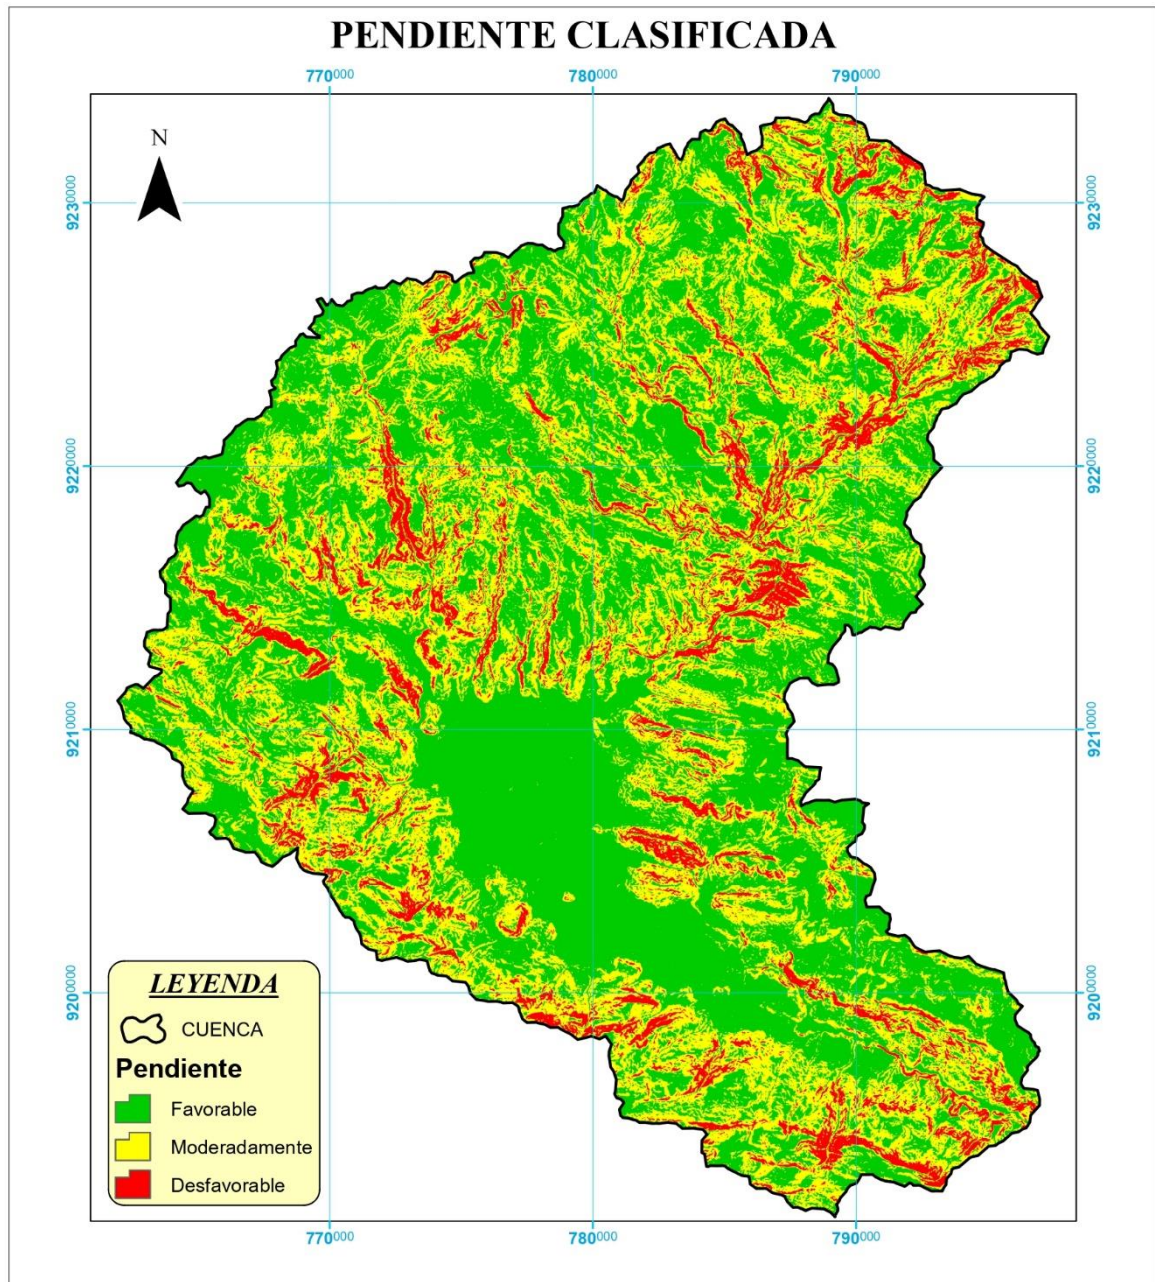 PENDIENTE CLASIFICADA
770000 780000 790000
N
9230000 9230000
9220000 9220000
9210000 9210000
9200000 9200000
LEYENDA
CUENCA
Pendiente
Favorable
Moderadamente
Desfavorable
770000 780000 790000